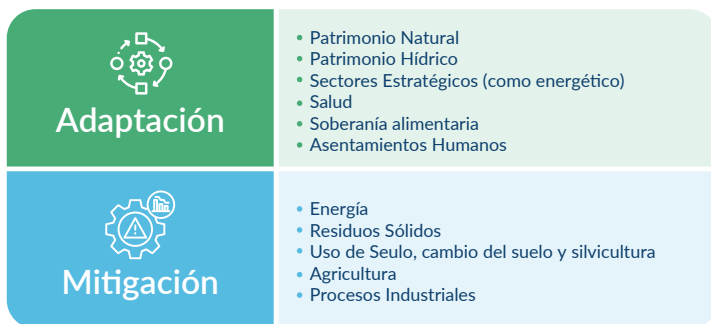 Adaptación
• Patrimonio Natural
• Patrimonio Hídrico
• Sectores Estratégicos (como energético)
• Salud
• Soberanía alimentaria
• Asentamientos Humanos
Mitigación
• Energía
• Residuos Sólidos
• Uso de Seulo, cambio del suelo y silvicultura
• Agricultura
• Procesos Industriales